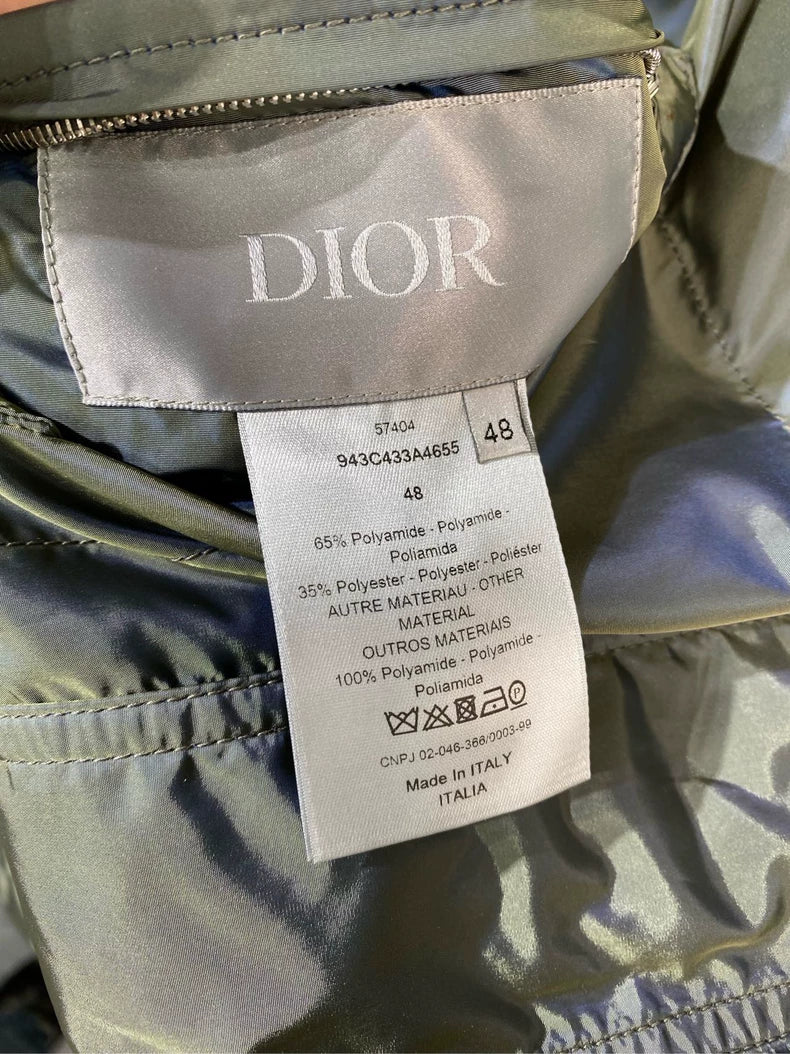 DIOR
57404
48
943C433A4655
48
65% Polyamide - Polyamide -
Poliamida
35% Polyester - Polyester - Poliéster
AUTRE MATERIAU - OTHER
MATERIAL
OUTROS MATERIAIS
100% Polyamide - Polyamide -
Poliamida
P
CNPJ 02-046-366/0003-99
Made In ITALY
ITALIA